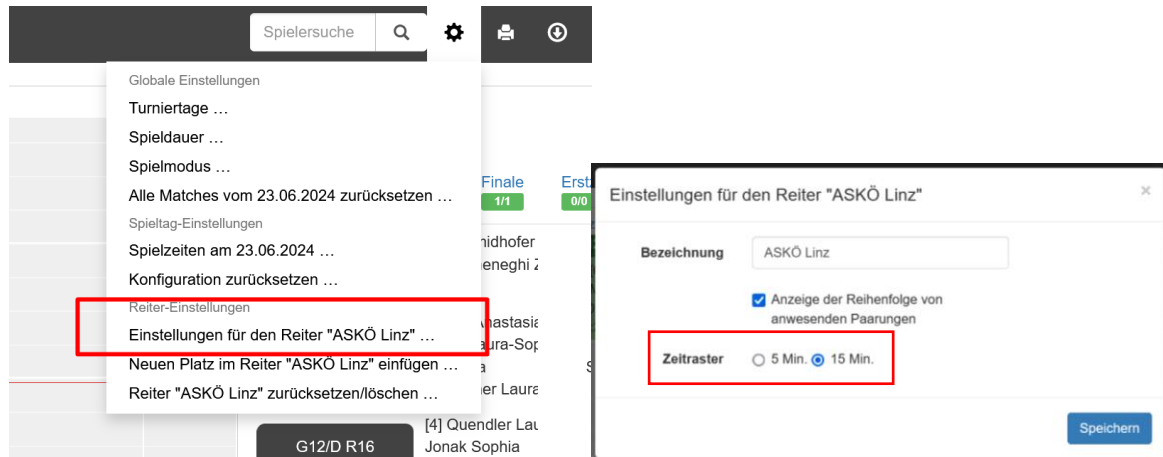 Spielersuche
Globale Einstellungen
Turniertage …
Spieldauer …
Spielmodus …
Alle Matches vom 23.06.2024 zurücksetzen …
Spieltag-Einstellungen
Spielzeiten am 23.06.2024 …
Konfiguration zurücksetzen …
Reiter-Einstellungen
Einstellungen für den Reiter "ASKÖ Linz" …
Neuen Platz im Reiter "ASKÖ Linz" einfügen …
Reiter "ASKÖ Linz" zurücksetzen/löschen …
Finale
1/1
0/0
[4] Quendler
Jonak Sophia
G12/D R16
Einstellungen für den Reiter "ASKÖ Linz"
×
Bezeichnung ASKÖ Linz
Anzeige der Reihenfolge von
anwesenden Paarungen
Zeitraster 5 Min. 15 Min.
Speichern